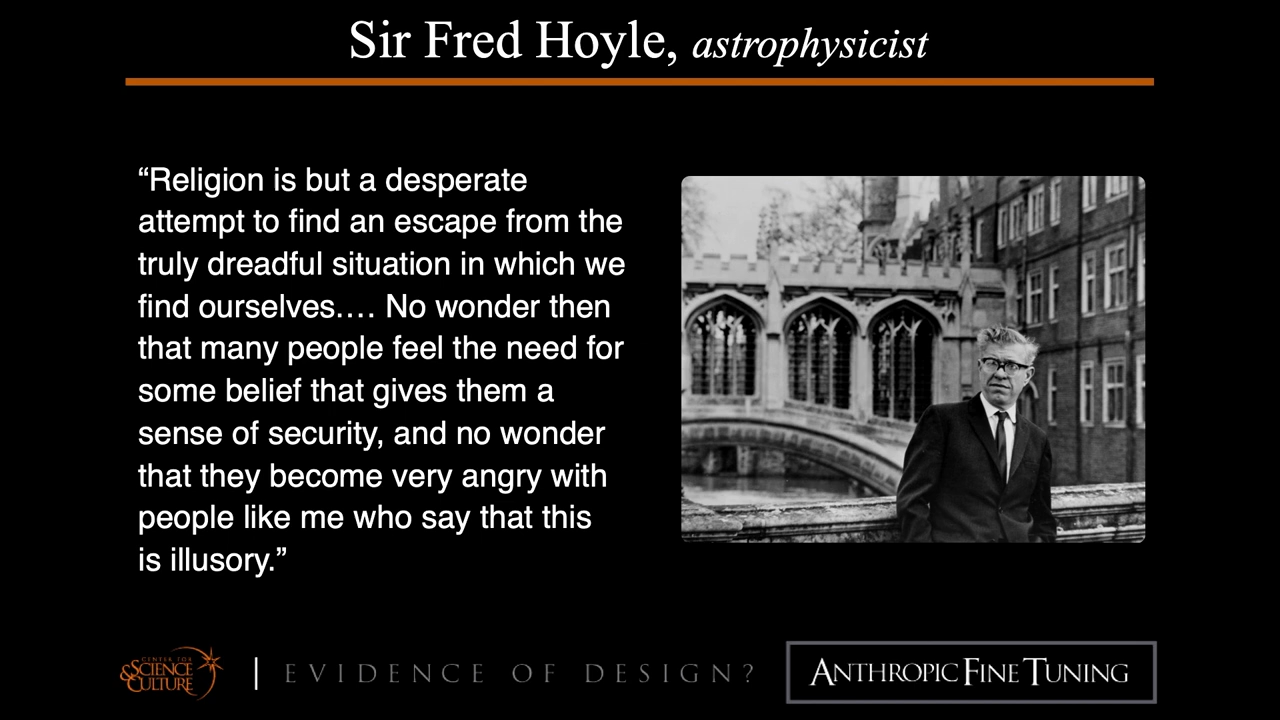 Sir Fred Hoyle, astrophysicist
“Religion is but a desperate
attempt to find an escape from the
truly dreadful situation in which we
find ourselves…. No wonder then
that many people feel the need for
some belief that gives them a
sense of security, and no wonder
that they become very angry with
people like me who say that this
is illusory.”
CENTER FOR
SCIENCE
& CULTURE
EVIDENCE OF DESIGN?
ANTHROPIC FINE TUNING